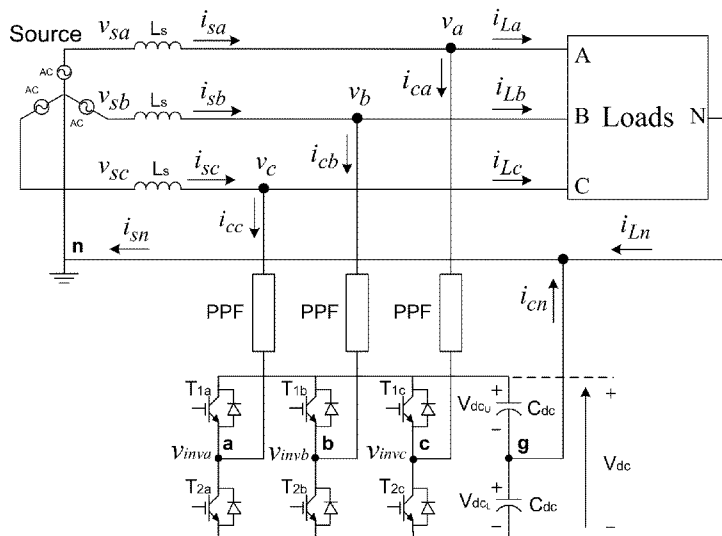 Source
v_sa L_s i_sa v_a i_La
AC A
AC AC i_ca
v_sb L_s i_sb v_b i_Lb B Loads N
v_sc L_s i_sc v_c i_cb i_Lc C
i_cc
n i_sn i_Ln
i_cn
PPF PPF PPF
T_1a T_1b T_1c + +
V_dcU C_dc
a b c − g
v_inva v_invb v_invc V_dc
T_2a T_2b T_2c + V_dcL C_dc
− −